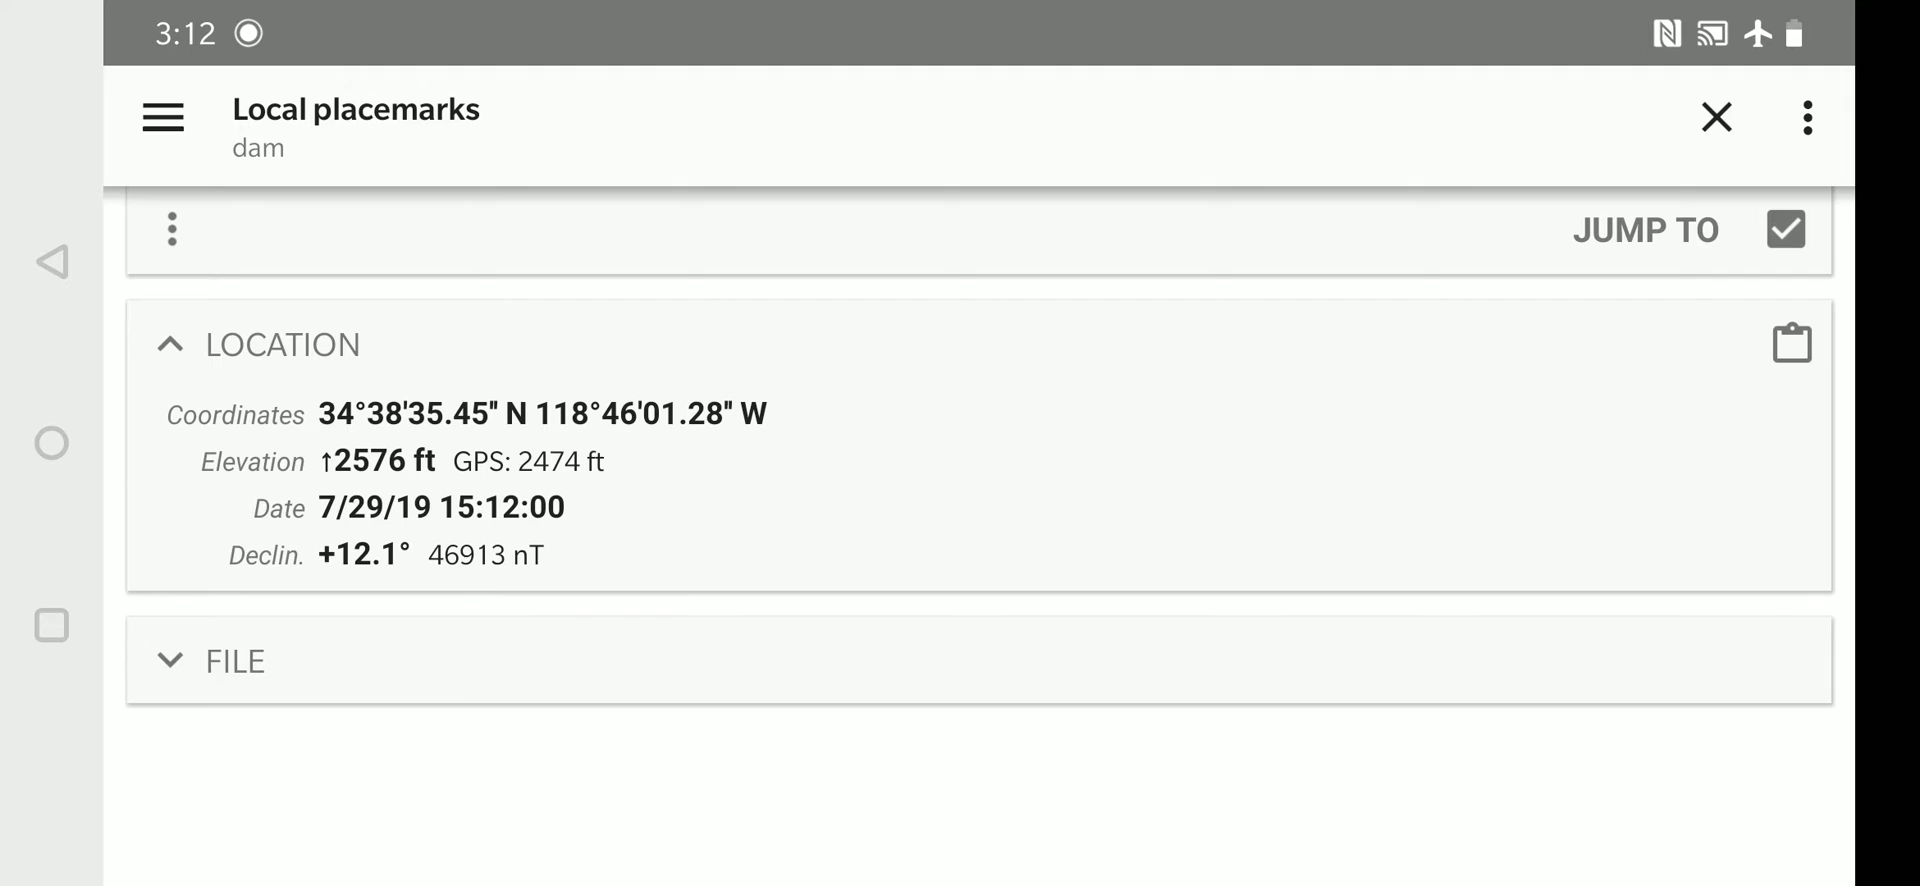 3:12
Local placemarks
dam
JUMP TO
LOCATION
Coordinates 34°38'35.45" N 118°46'01.28" W
Elevation ↑2576 ft GPS: 2474 ft
Date 7/29/19 15:12:00
Declin. +12.1° 46913 nT
FILE